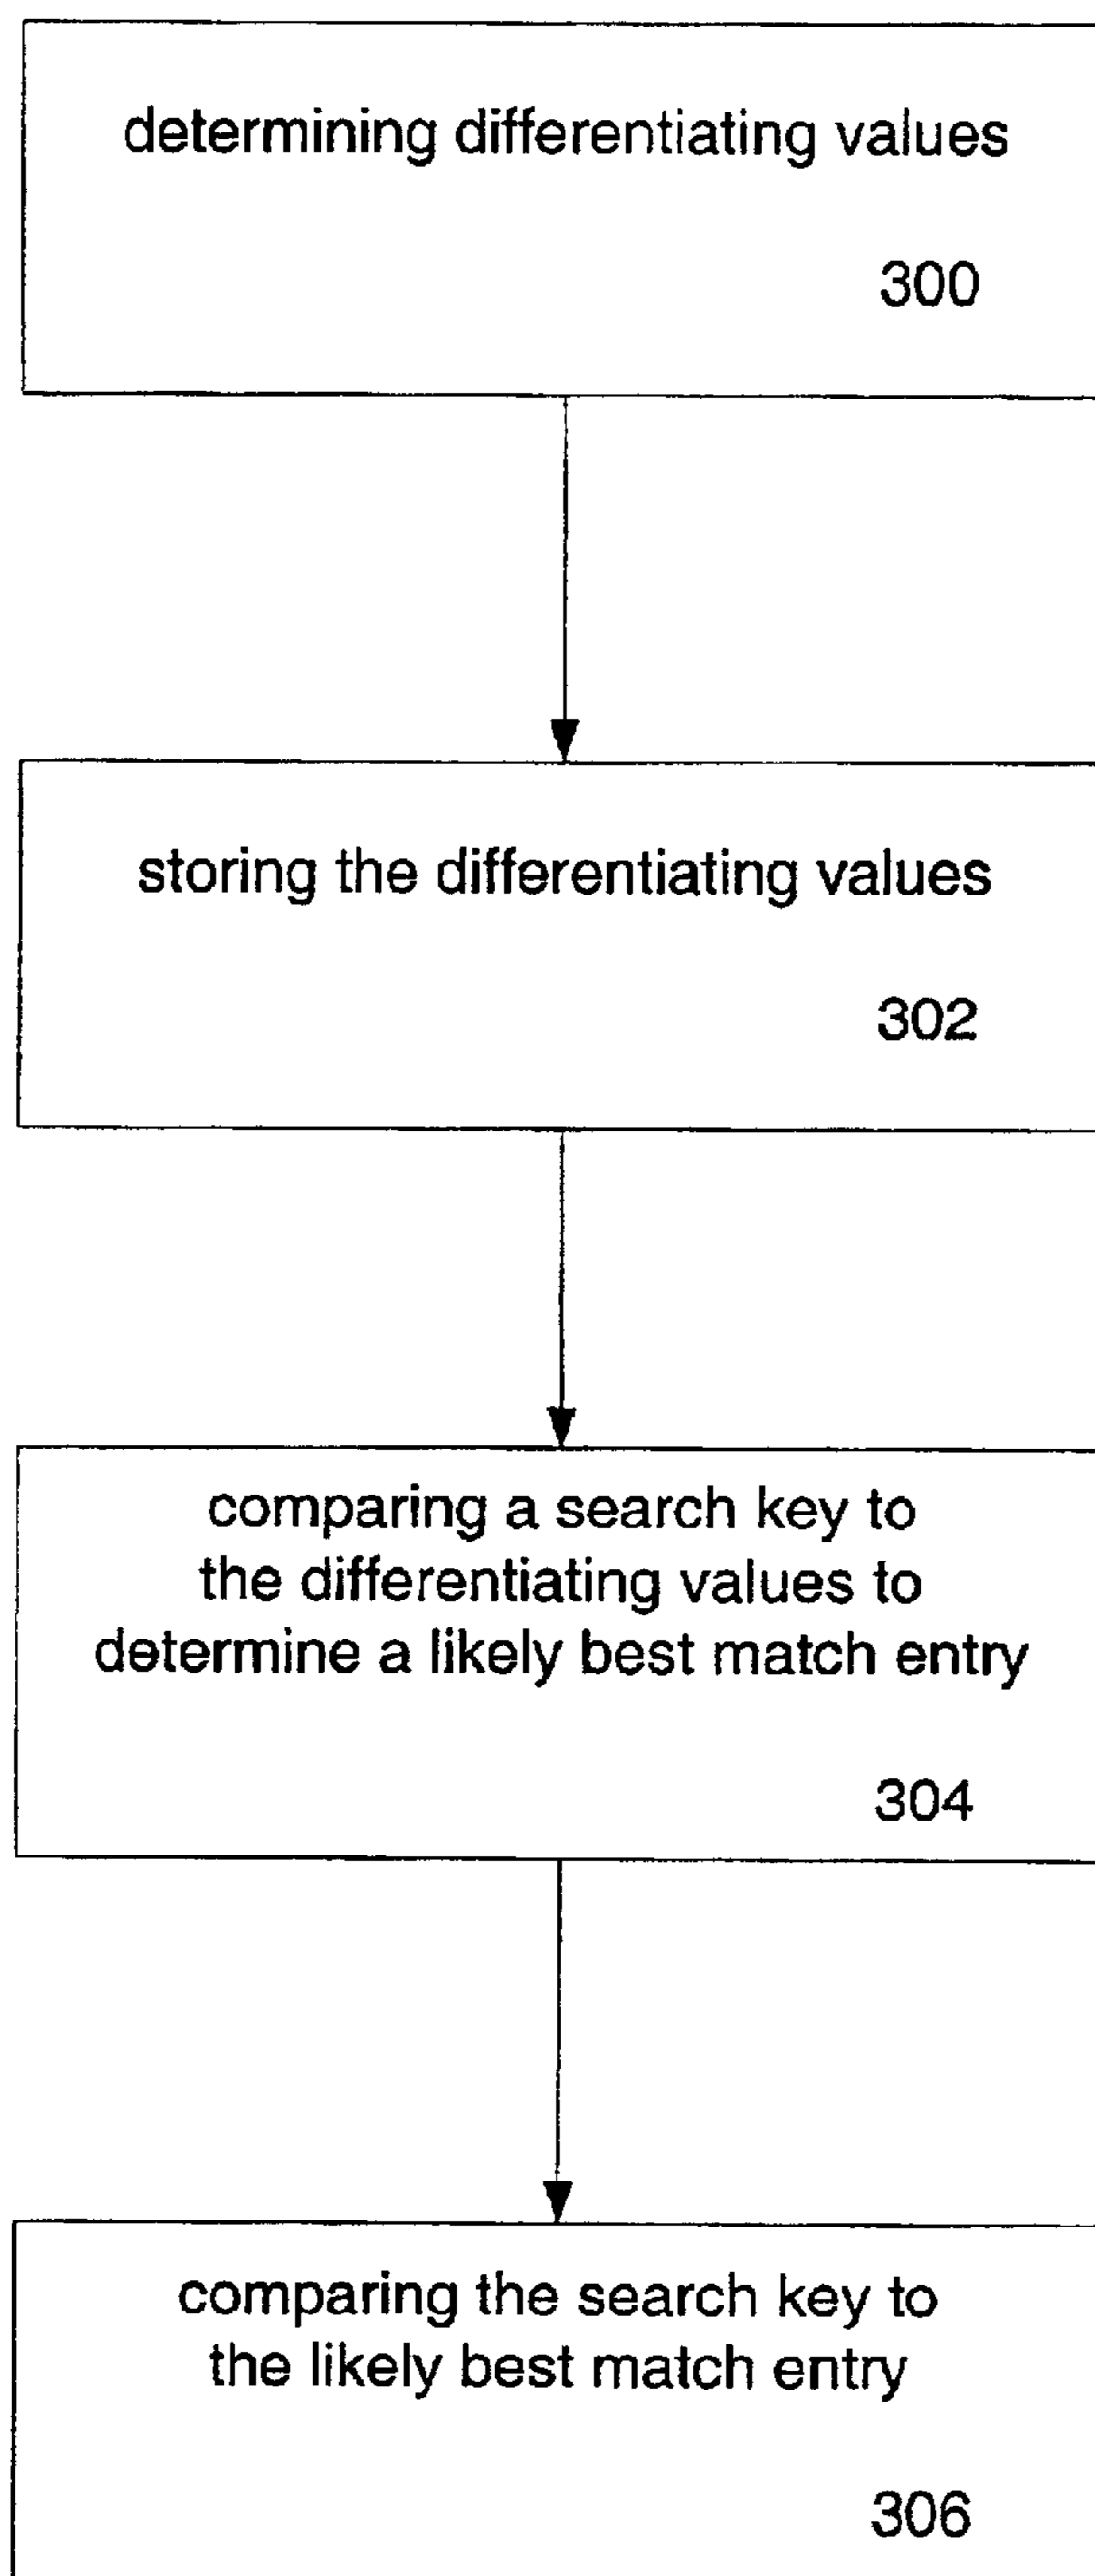 determining differentiating values
300
storing the differentiating values
302
comparing a search key to
the differentiating values to
determine a likely best match entry
304
comparing the search key to
the likely best match entry
306